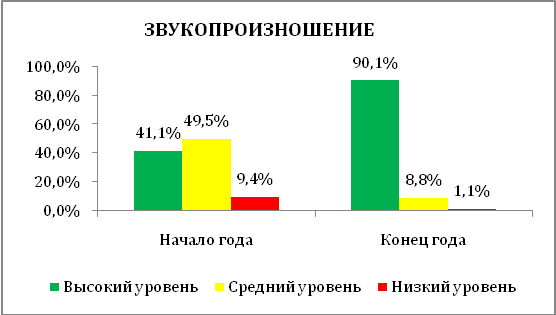 ЗВУКОПРОИЗНОШЕНИЕ
100,0%
80,0%
60,0%
40,0%
20,0%
0,0%
41,1%
49,5%
9,4%
90,1%
8,8%
1,1%
Начало года
Конец года
Высокий уровень
Средний уровень
Низкий уровень